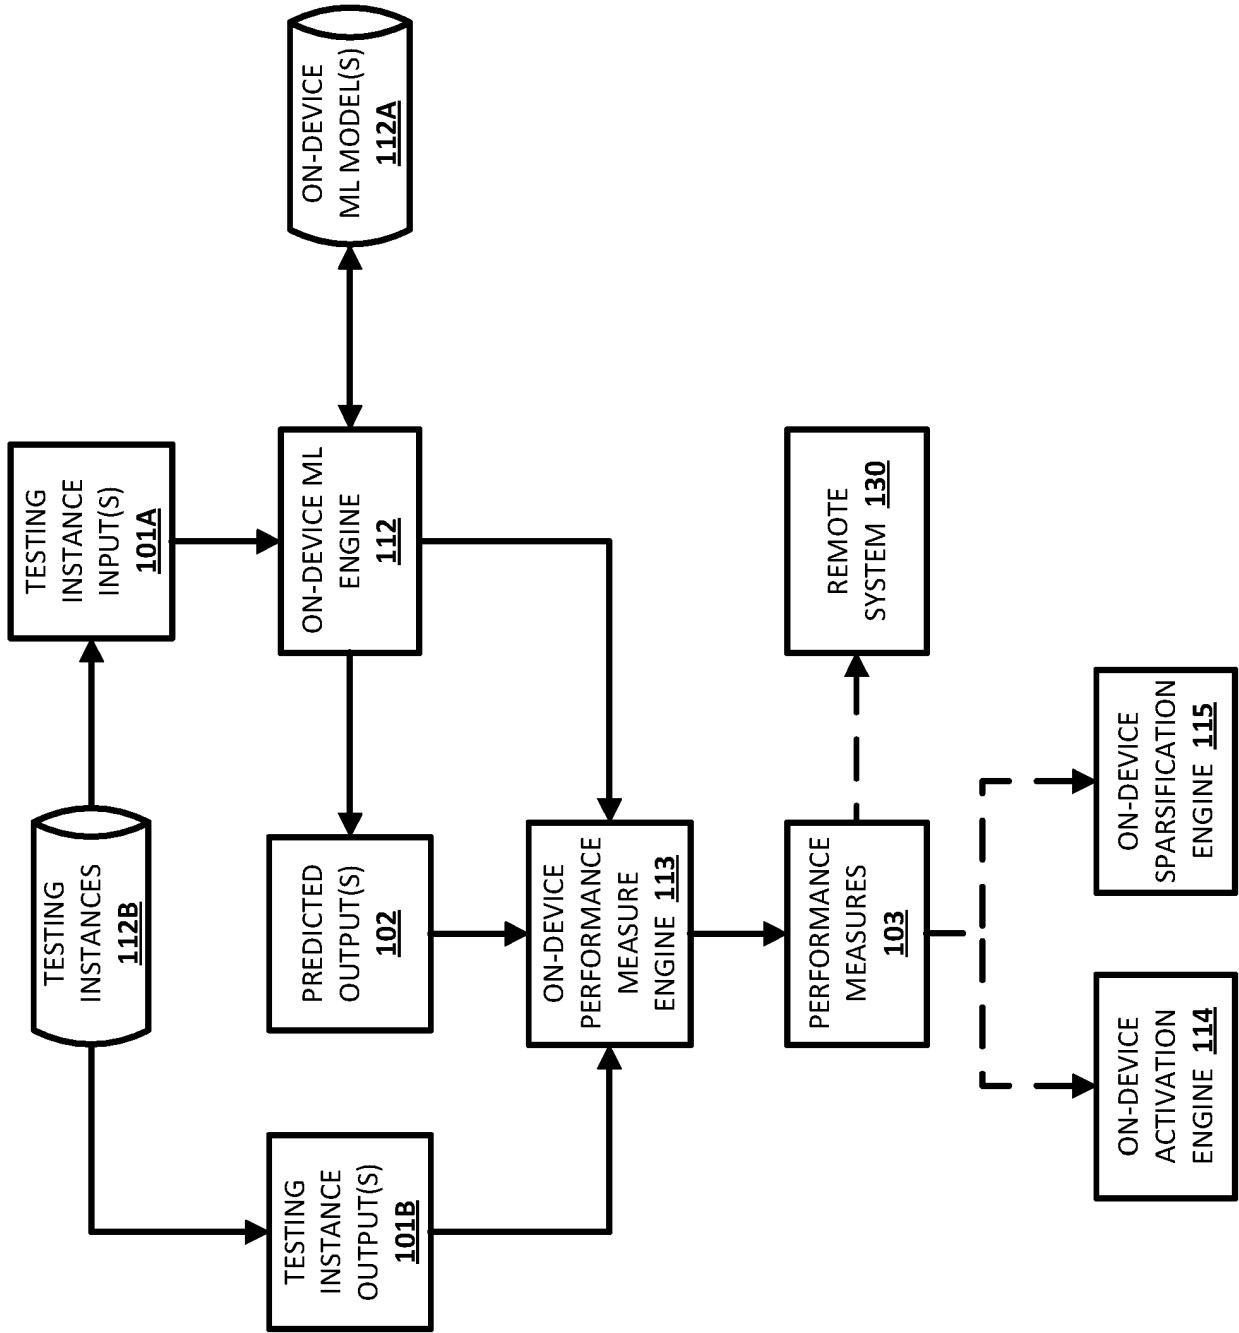 TESTING
INSTANCES
112B
TESTING
INSTANCE
INPUT(S)
101A
TESTING
INSTANCE
OUTPUT(S)
101B
PREDICTED
OUTPUT(S)
102
ON-DEVICE ML
ENGINE
112
ON-DEVICE
ML MODEL(S)
112A
ON-DEVICE
PERFORMANCE
MEASURE
ENGINE 113
PERFORMANCE
MEASURES
103
REMOTE
SYSTEM 130
ON-DEVICE
ACTIVATION
ENGINE 114
ON-DEVICE
SPARSIFICATION
ENGINE 115